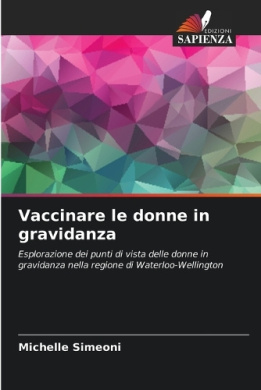 EDIZIONI
SAPIENZA
Vaccinare le donne in
gravidanza
Esplorazione dei punti di vista delle donne in
gravidanza nella regione di Waterloo-Wellington
Michelle Simeoni